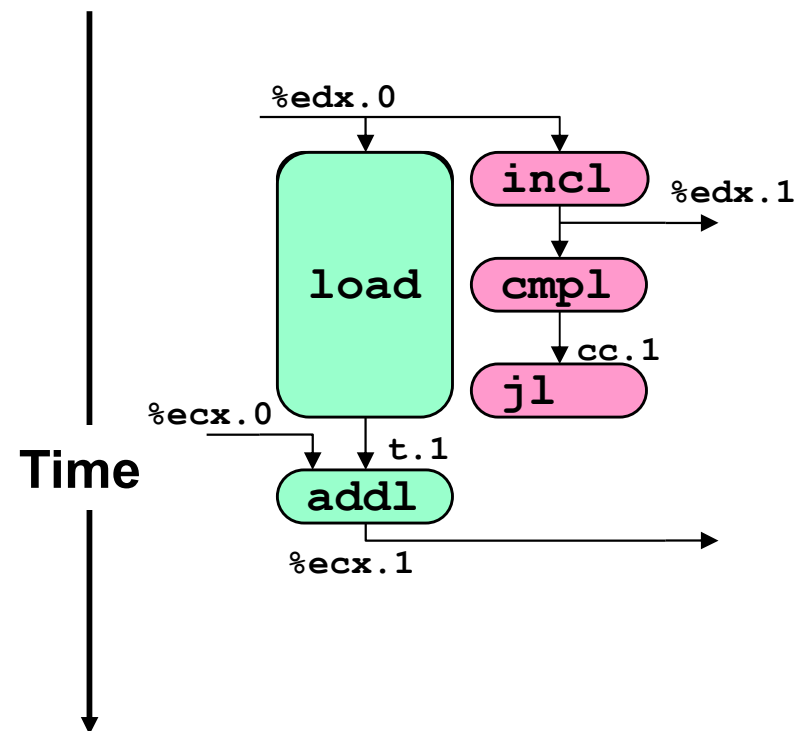 %edx.0
incl
%edx.1
load
cmpl
cc.1
jl
%ecx.0
t.1
Time
addl
%ecx.1